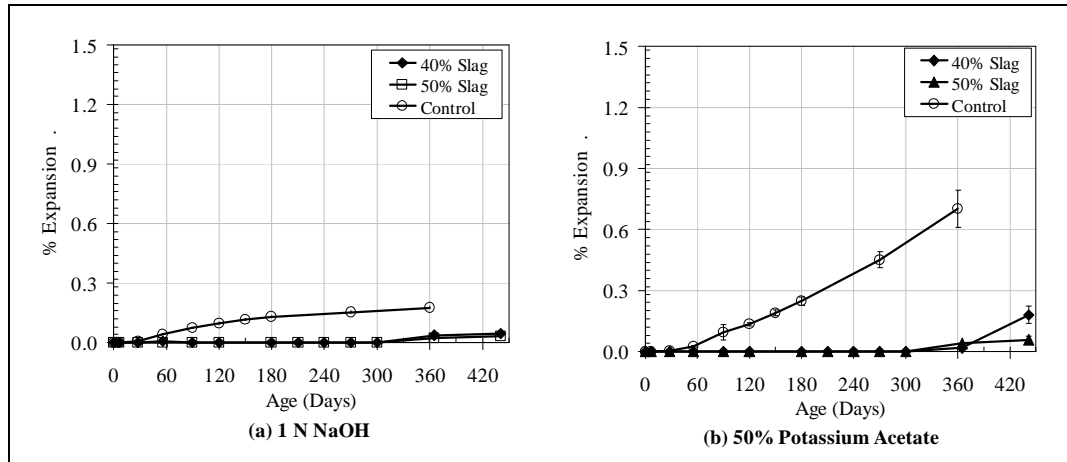 1.5
1.2
0.9
0.6
0.3
0.0
% Expansion .
40% Slag
50% Slag
Control
0 60 120 180 240 300 360 420
Age (Days)
(a) 1 N NaOH
1.5
1.2
0.9
0.6
0.3
0.0
% Expansion .
40% Slag
50% Slag
Control
0 60 120 180 240 300 360 420
Age (Days)
(b) 50% Potassium Acetate